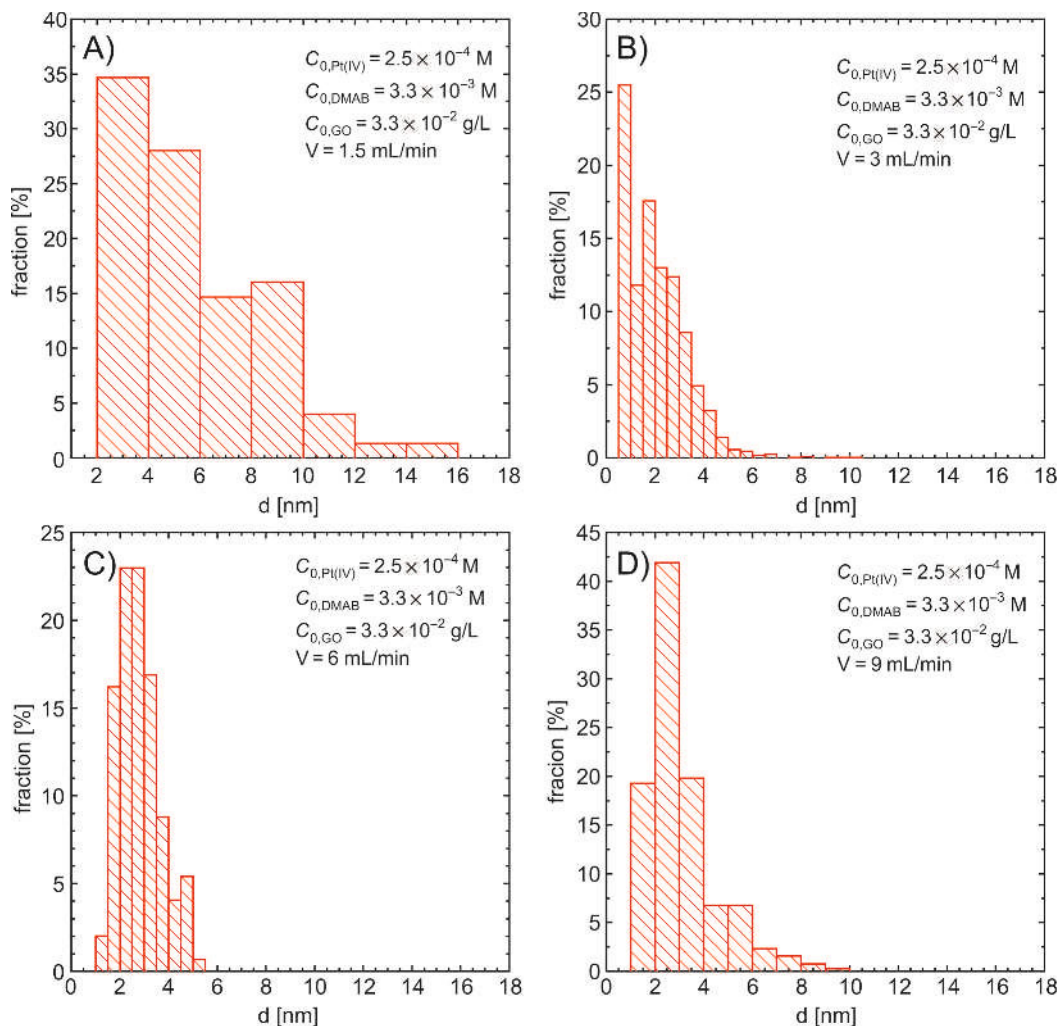 A)
C0,Pt(IV) = 2.5 × 10−4 M
C0,DMAB = 3.3 × 10−3 M
C0,GO = 3.3 × 10−2 g/L
V = 1.5 mL/min
40
35
30
25
20
15
10
5
0
fraction [%]
2 4 6 8 10 12 14 16 18
d [nm]
B)
C0,Pt(IV) = 2.5 × 10−4 M
C0,DMAB = 3.3 × 10−3 M
C0,GO = 3.3 × 10−2 g/L
V = 3 mL/min
30
25
20
15
10
5
0
fraction [%]
0 2 4 6 8 10 12 14 16 18
d [nm]
C)
C0,Pt(IV) = 2.5 × 10−4 M
C0,DMAB = 3.3 × 10−3 M
C0,GO = 3.3 × 10−2 g/L
V = 6 mL/min
25
20
15
10
5
0
fraction [%]
0 2 4 6 8 10 12 14 16 18
d [nm]
D)
C0,Pt(IV) = 2.5 × 10−4 M
C0,DMAB = 3.3 × 10−3 M
C0,GO = 3.3 × 10−2 g/L
V = 9 mL/min
45
40
35
30
25
20
15
10
5
0
fracion [%]
0 2 4 6 8 10 12 14 16 18
d [nm]